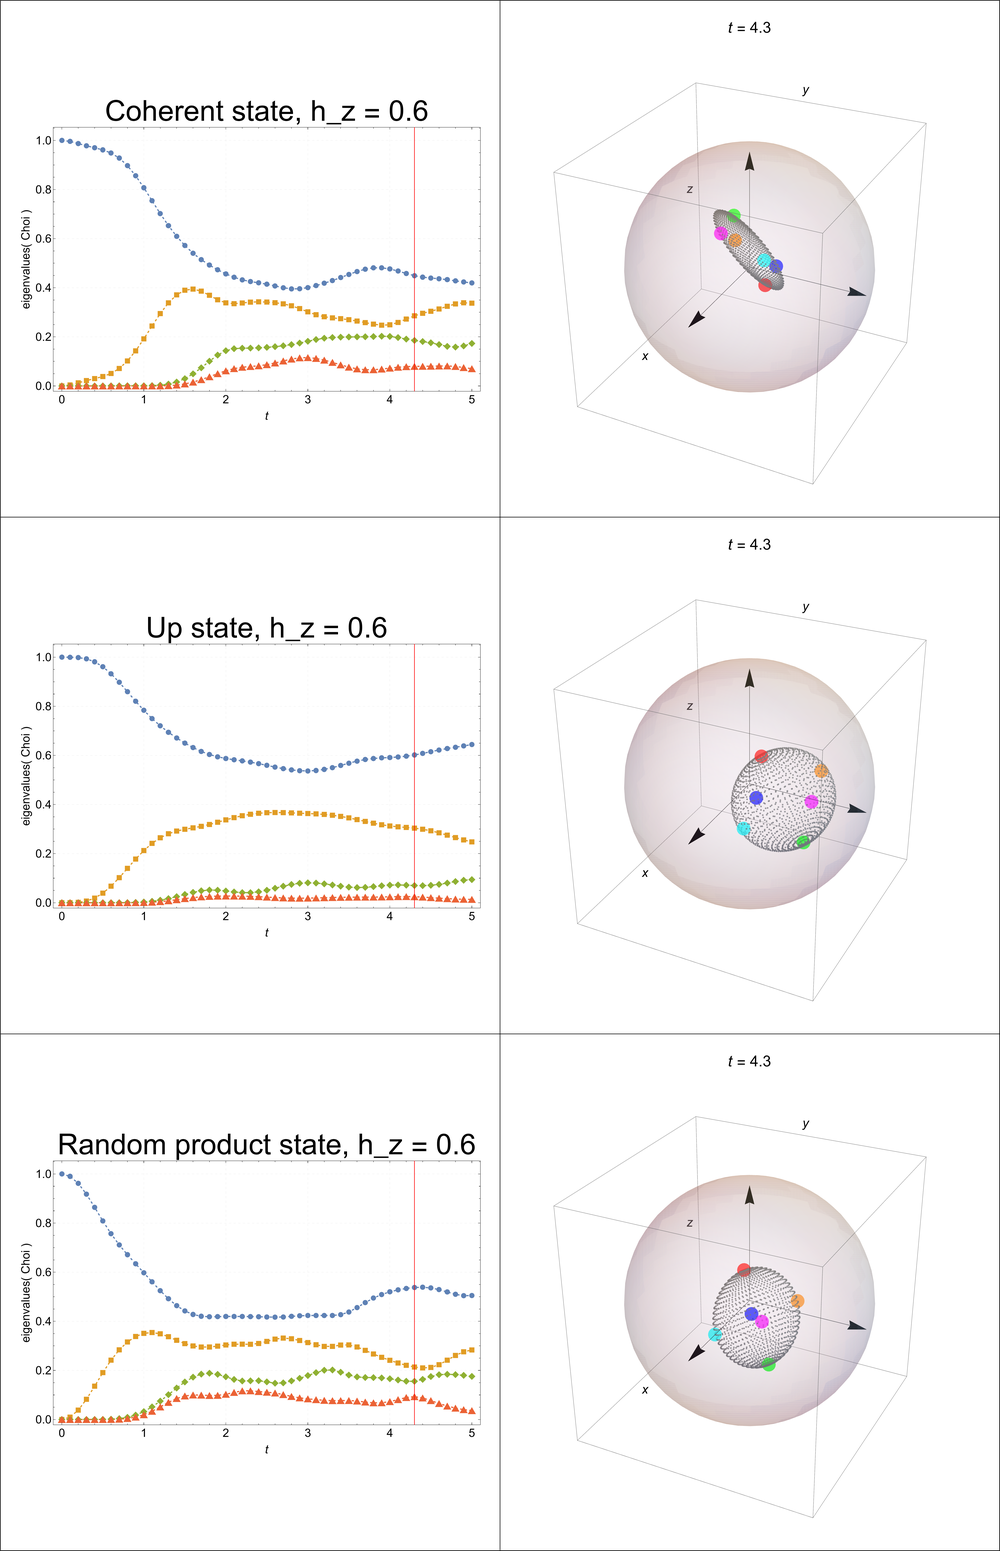 Coherent state, h_z = 0.6
eigenvalues( Choi )
1.0
0.8
0.6
0.4
0.2
0.0
0 1 2 3 4 5
t
t = 4.3
y
z
x
Up state, h_z = 0.6
eigenvalues( Choi )
1.0
0.8
0.6
0.4
0.2
0.0
0 1 2 3 4 5
t
t = 4.3
y
z
x
Random product state, h_z = 0.6
eigenvalues( Choi )
1.0
0.8
0.6
0.4
0.2
0.0
0 1 2 3 4 5
t
t = 4.3
y
z
x